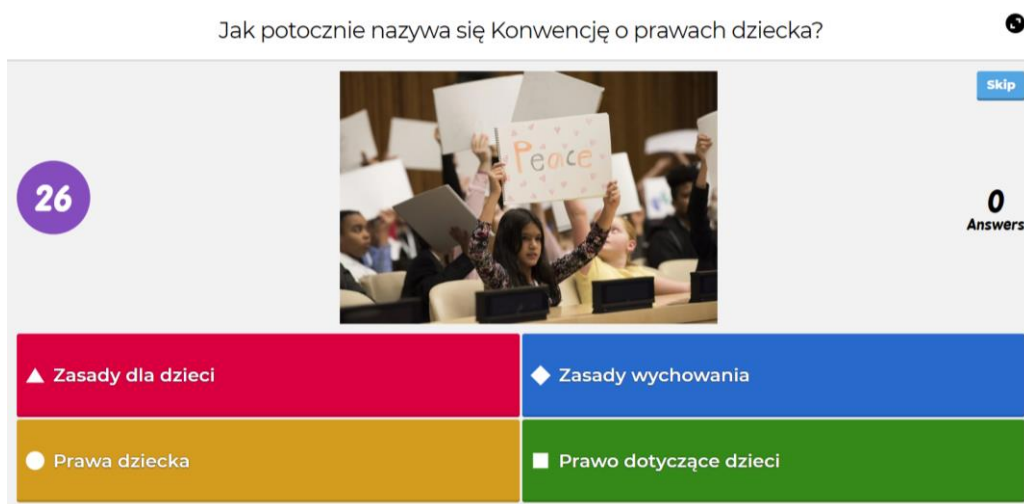 Jak potocznie nazywa się Konwencję o prawach dziecka?
Skip
26
Peace
0
Answers
Zasady dla dzieci
Zasady wychowania
Prawa dziecka
Prawo dotyczące dzieci